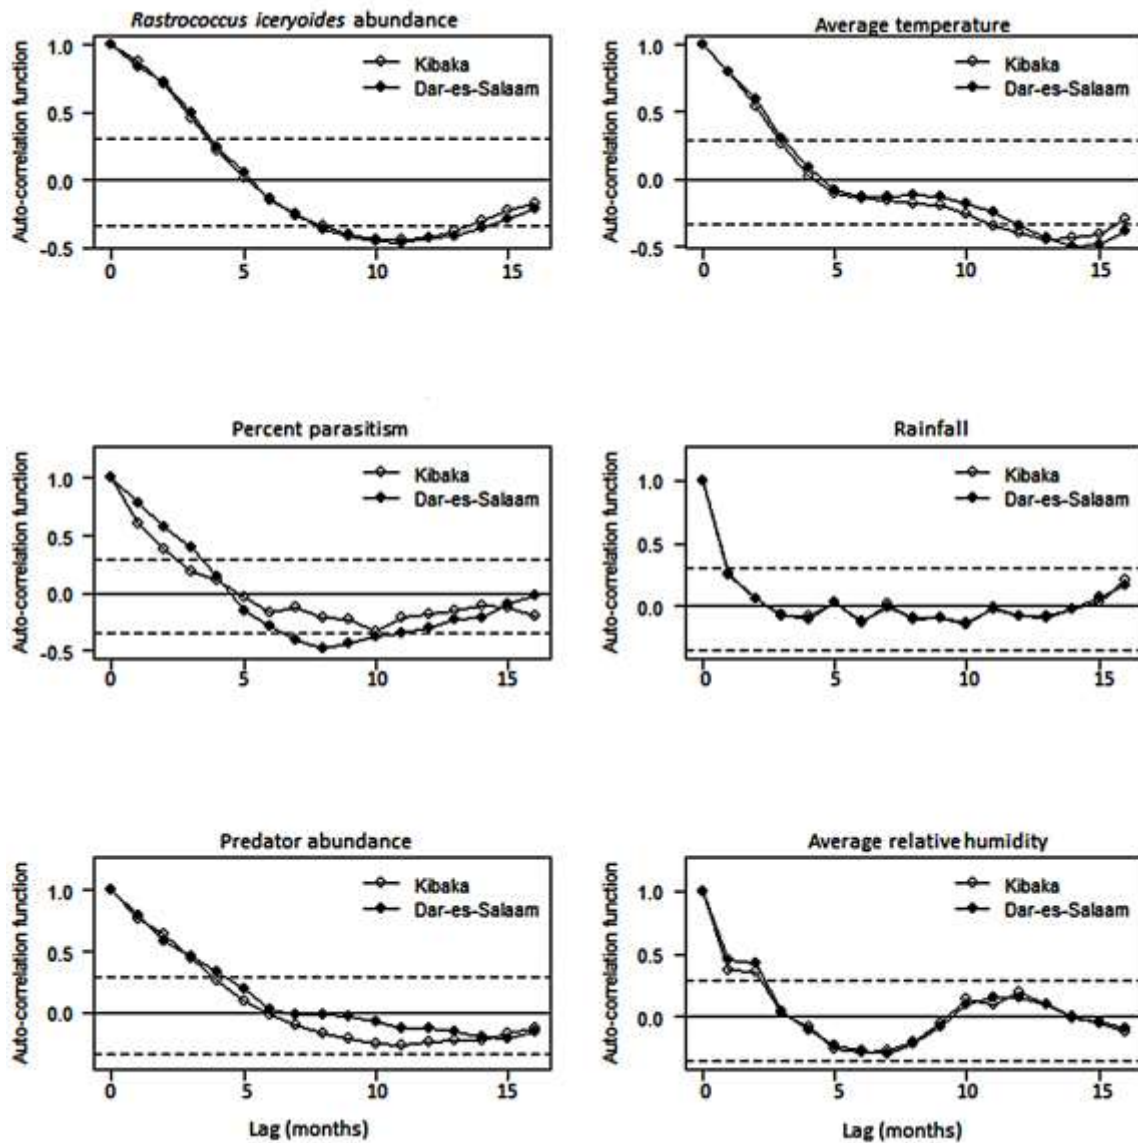 Rastrococcus iceryoides abundance
Auto-correlation function
1.0
0.5
0.0
-0.5
Kibaka
Dar-es-Salaam
0 5 10 15
Average temperature
Auto-correlation function
1.0
0.5
0.0
-0.5
Kibaka
Dar-es-Salaam
0 5 10 15
Percent parasitism
Auto-correlation function
1.0
0.5
0.0
-0.5
Kibaka
Dar-es-Salaam
0 5 10 15
Rainfall
Auto-correlation function
1.0
0.5
0.0
Kibaka
Dar-es-Salaam
0 5 10 15
Predator abundance
Auto-correlation function
1.0
0.5
0.0
Kibaka
Dar-es-Salaam
0 5 10 15
Lag (months)
Average relative humidity
Auto-correlation function
1.0
0.5
0.0
Kibaka
Dar-es-Salaam
0 5 10 15
Lag (months)